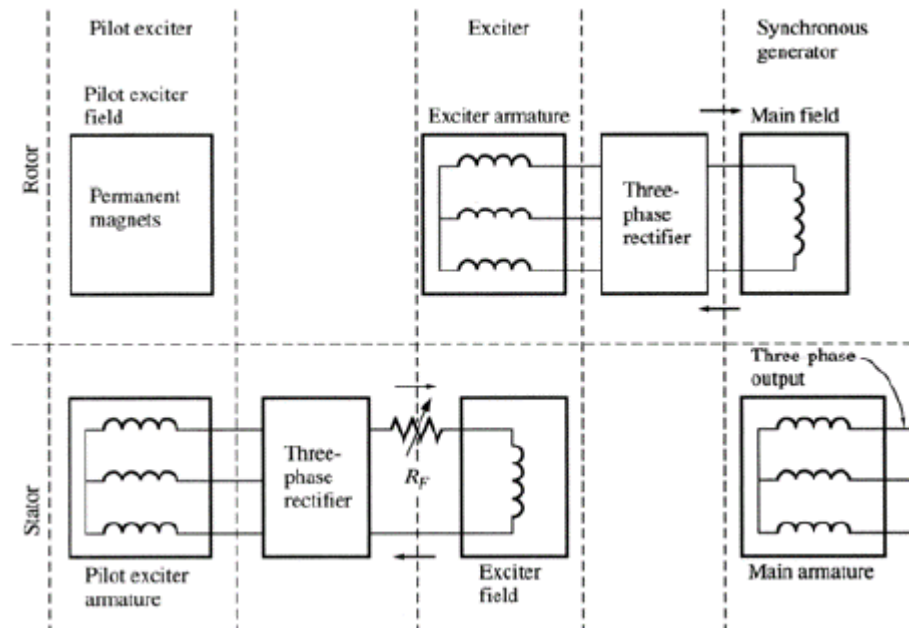 Pilot exciter
Exciter
Synchronous
generator
Pilot exciter
field
Exciter armature
Main field
Rotor
Permanent
magnets
Three-
phase
rectifier
Three-phase
output
Stator
Three-
phase
rectifier
R_F
Pilot exciter
armature
Exciter
field
Main armature